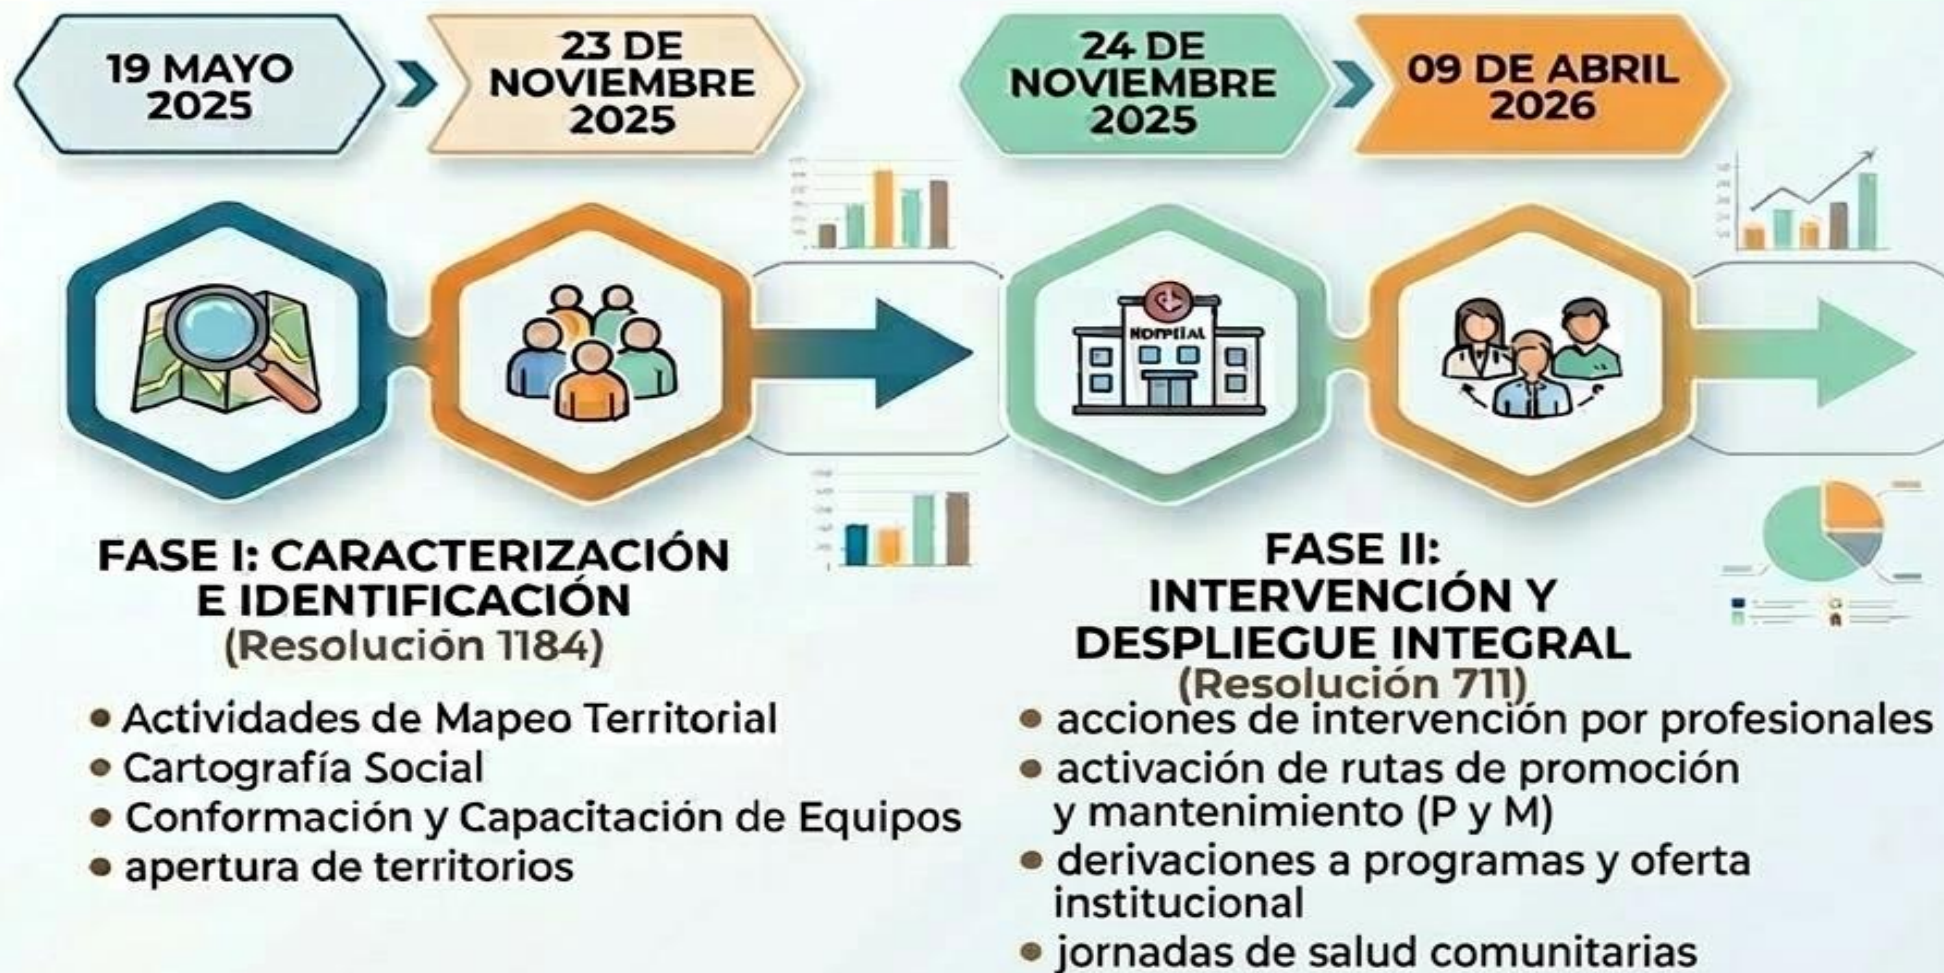 19 MAYO
2025
23 DE
NOVIEMBRE
2025
24 DE
NOVIEMBRE
2025
09 DE ABRIL
2026
FASE I: CARACTERIZACIÓN
E IDENTIFICACIÓN
(Resolución 1184)
• Actividades de Mapeo Territorial
• Cartografía Social
• Conformación y Capacitación de Equipos
• apertura de territorios
FASE II:
INTERVENCIÓN Y
DESPLIEGUE INTEGRAL
(Resolución 711)
• acciones de intervención por profesionales
• activación de rutas de promoción
y mantenimiento (P y M)
• derivaciones a programas y oferta
institucional
• jornadas de salud comunitarias